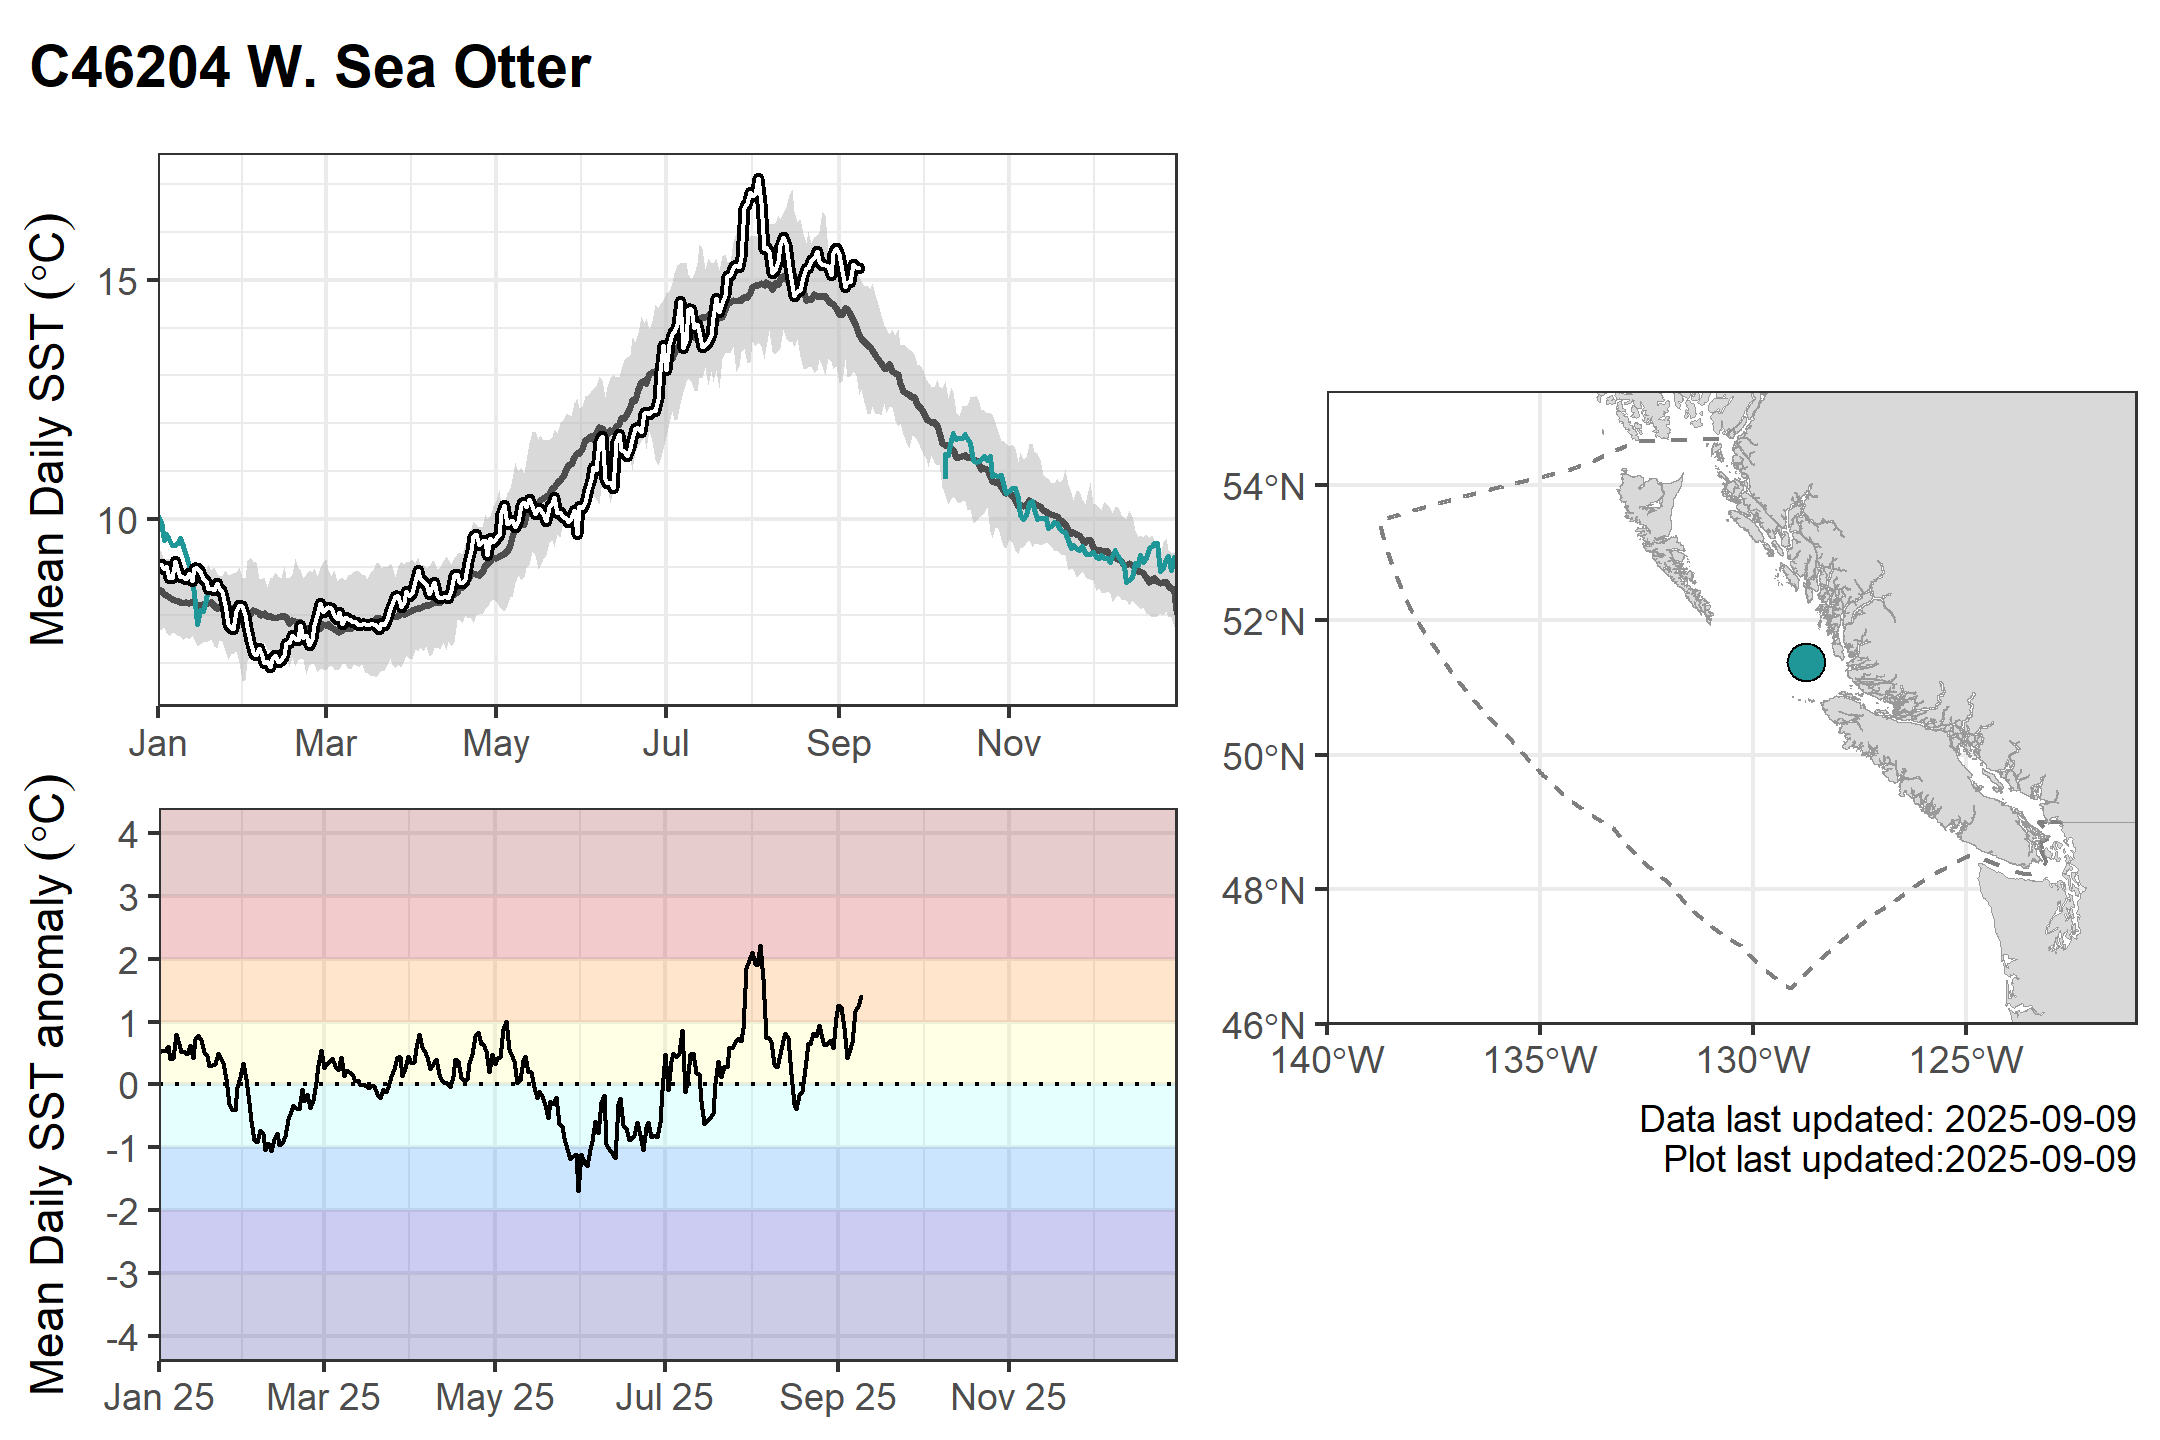 C46204 W. Sea Otter
Mean Daily SST (°C)
15
10
Jan
Mar
May
Jul
Sep
Nov
Mean Daily SST anomaly (°C)
4
3
2
1
0
-1
-2
-3
-4
Jan 25
Mar 25
May 25
Jul 25
Sep 25
Nov 25
54°N
52°N
50°N
48°N
46°N
140°W
135°W
130°W
125°W
Data last updated: 2025-09-09
Plot last updated:2025-09-09